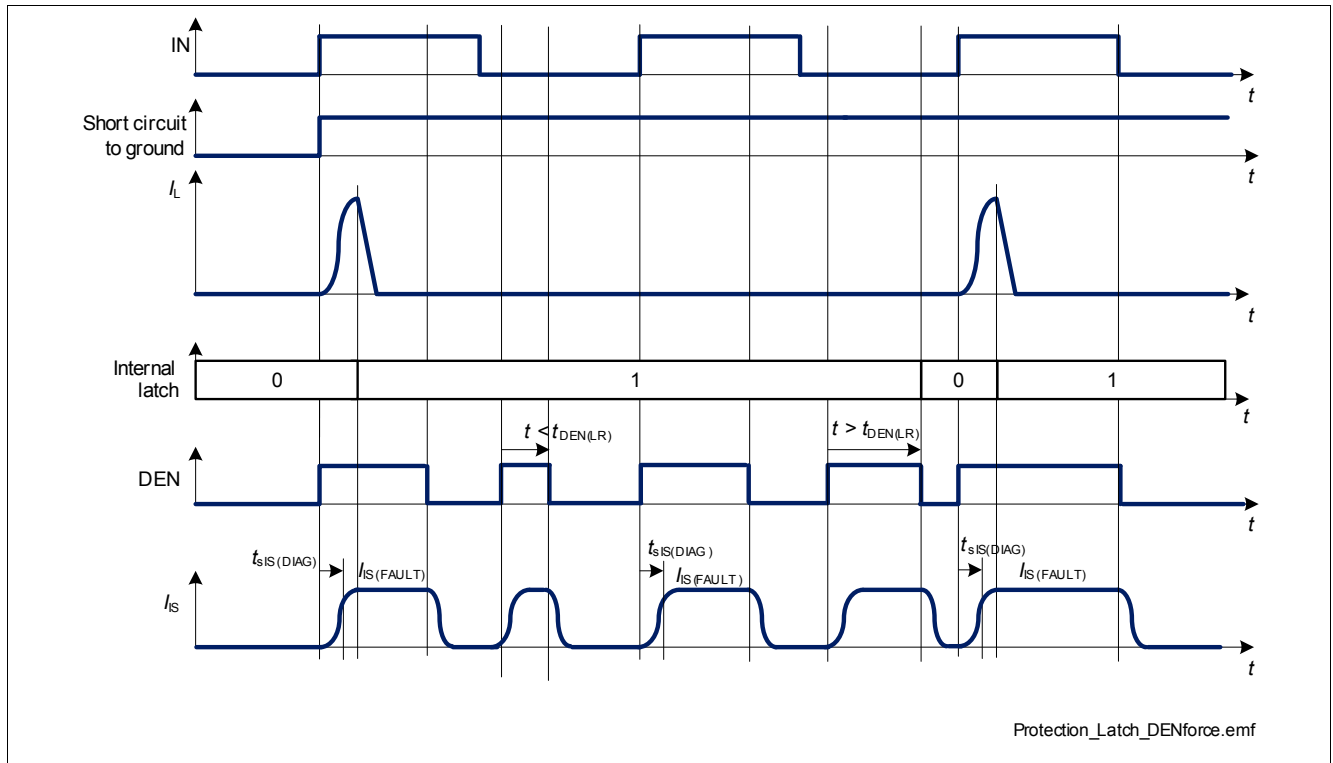 IN
t
Short circuit
to ground
t
IL
t
Internal
latch
0
1
0
1
t
t < tDEN(LR)
t > tDEN(LR)
DEN
t
tsIS(DIAG)
IIS(FAULT)
tsIS(DIAG)
IIS(FAULT)
tsIS(DIAG)
IIS(FAULT)
IIS
t
Protection_Latch_DENforce.emf